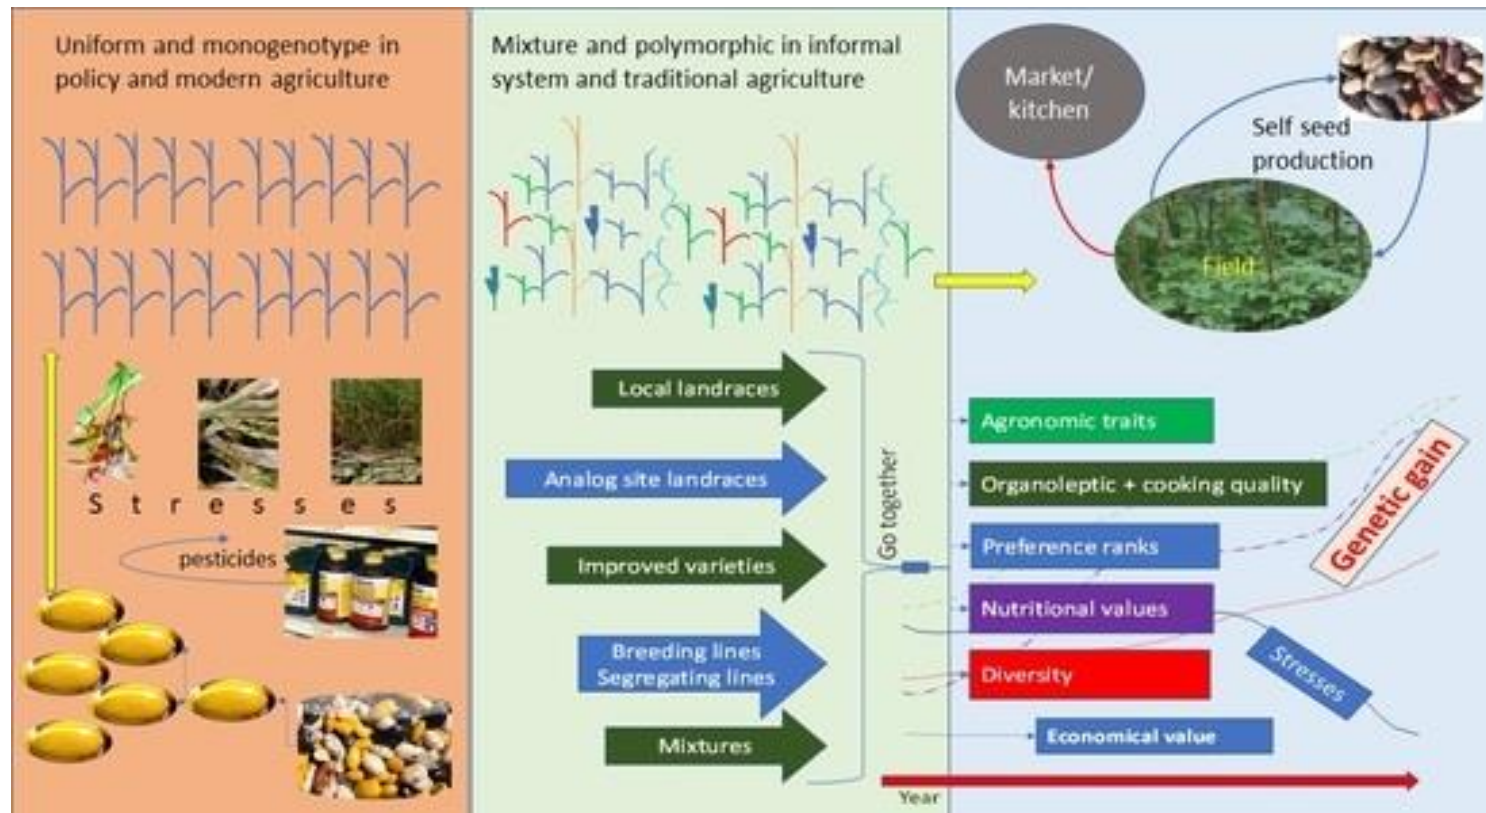 Uniform and monogenotype in
policy and modern agriculture
Stresses
pesticides
Mixture and polymorphic in informal
system and traditional agriculture
Local landraces
Analog site landraces
Improved varieties
Breeding lines
Segregating lines
Mixtures
Go together
Market/
kitchen
Self seed
production
Field
Agronomic traits
Organoleptic + cooking quality
Preference ranks
Nutritional values
Diversity
Economical value
Genetic gain
Stresses
Year